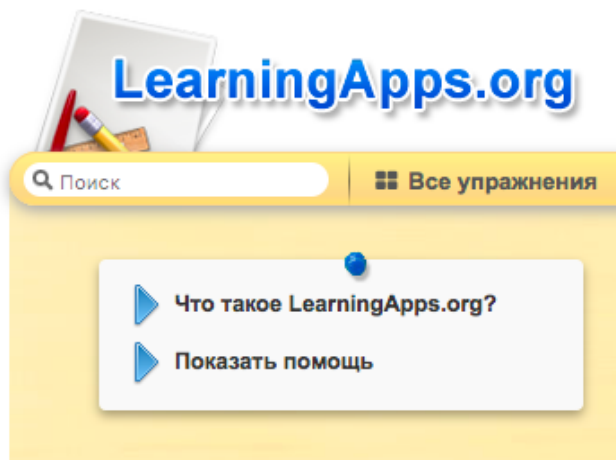 LearningApps.org
Поиск
Все упражнения
Что такое LearningApps.org?
Показать помощь